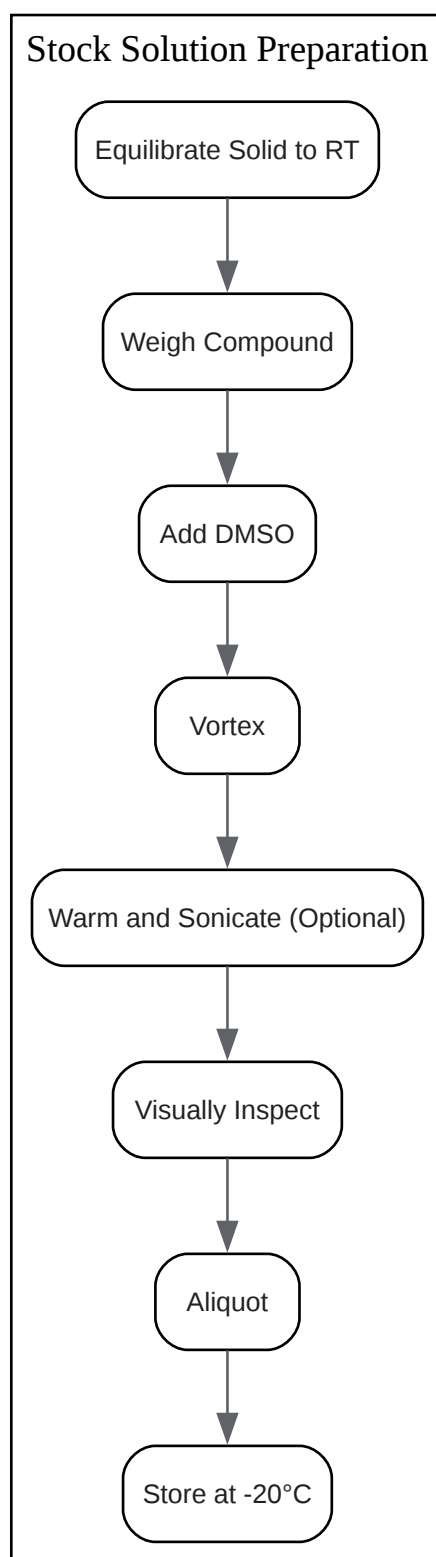 Stock Solution Preparation
Equilibrate Solid to RT
Weigh Compound
Add DMSO
Vortex
Warm and Sonicate (Optional)
Visually Inspect
Aliquot
Store at -20°C